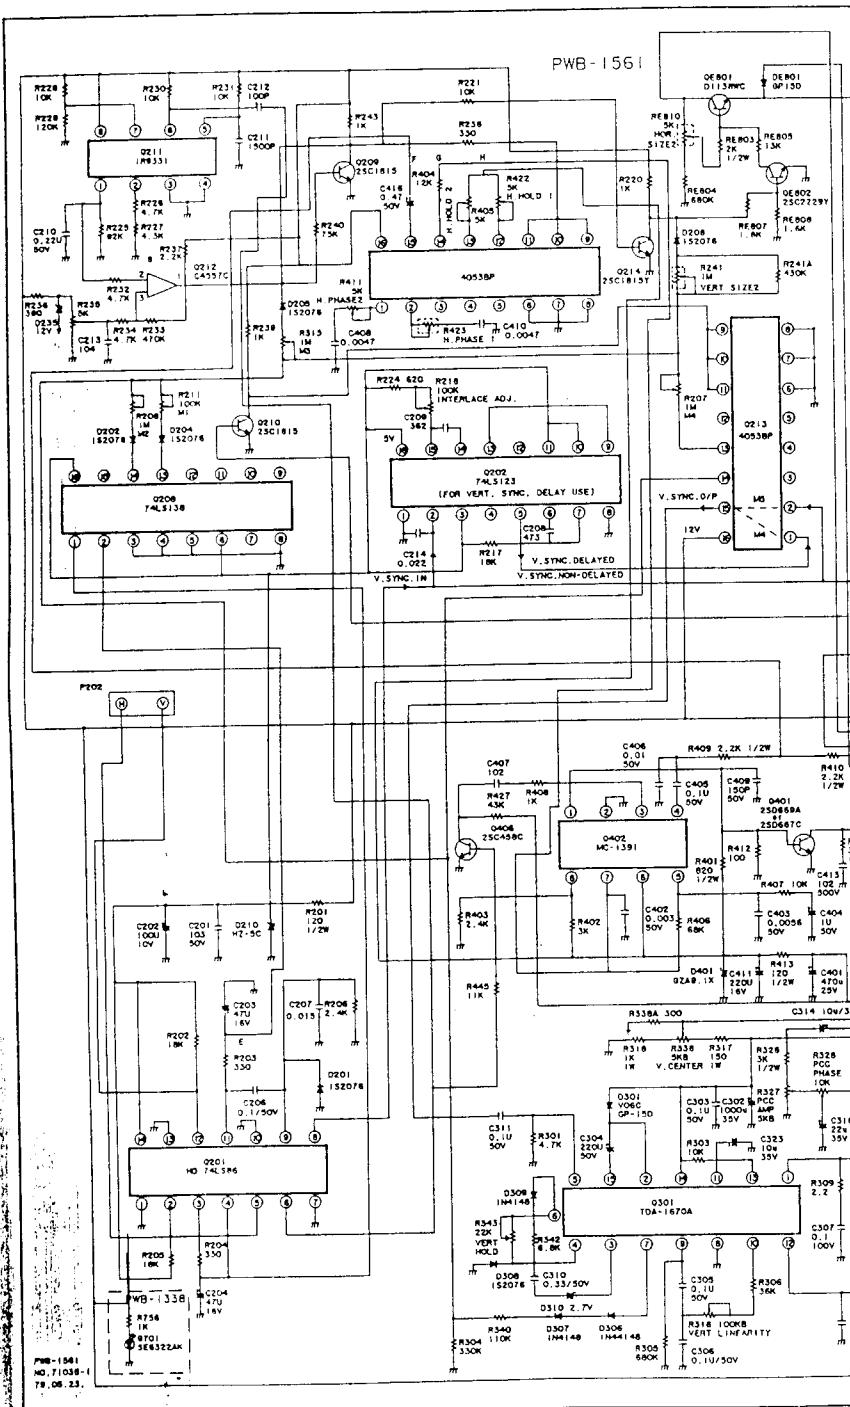 PWB-1561
QE801
D113RWC
DE801
GP15D
R228
10K
R229
120K
R230
10K
R231
10K
C212
100P
R221
10K
R236
330
R243
1K
C211
1500P
Q211
IR9331
Q209
2SC1815
F
G
H
C416
0.47
50V
R404
12K
H.HOLD 2
R405
5K
R422
5K
H.HOLD 1
R220
1K
RE810
5K
HOR.
SIZE2
RE803
2K
1/2W
RE805
13K
RE804
680K
QE802
2SC2229Y
RE807
1.8K
RE808
1.6K
C210
0.22U
50V
R225
82K
R226
4.7K
R227
4.3K
R237
2.2K
R240
75K
Q212
C4557C
R232
4.7K
R234
4.7K
R233
470K
D235
12V
C213
104
D205
1S2076
R239
1K
R315
1M
M3
R411
5K
H.PHASE2
C408
0.0047
4053BP
R423
H.PHASE 1
C410
0.0047
Q214
2SC1815Y
D208
1S2076
R241
1M
VERT SIZE2
R241A
430K
R207
1M
M4
Q213
4053BP
M5
M4
V.SYNC.O/P
12V
D202
1S2076
R208
1M
M2
R211
100K
M1
D204
1S2076
Q210
2SC1815
R224 620
R218
100K
INTERLACE ADJ.
C209
362
5V
Q208
74LS138
Q202
74LS123
(FOR VERT. SYNC. DELAY USE)
C214
0.022
R217
18K
C208
473
V.SYNC.IN
V.SYNC.DELAYED
V.SYNC.NON-DELAYED
P202
H
V
C407
102
R427
43K
R408
1K
Q406
2SC458C
C406
0.01
50V
R409 2.2K 1/2W
C405
0.1U
50V
C409
150P
50V
Q401
2SD669A
or
2SD667C
R410
2.2K
1/2W
Q402
MC-1391
R401
820
1/2W
R412
100
R407 10K
C413
102
500V
R403
2.4K
R402
3K
C402
0.003
50V
R406
68K
C403
0.0056
50V
C404
1U
50V
C202
100U
10V
C201
103
50V
D210
HZ-5C
R201
120
1/2W
D401
C411
220U
16V
R413
120
1/2W
C401
470u
25V
R445
11K
C203
47U
16V
C207
0.015
R206
2.4K
R202
18K
E
R203
330
D201
1S2076
C206
0.1/50V
R338A 300
C314 10u/3
R318
1K
1W
R338
5KB
V.CENTER
R317
150
1W
R326
3K
1/2W
R328
PCC
PHASE
10K
R327
PCC
AMP
5KB
D301
V06C
GP-15D
C303
0.1U
50V
C302
1000u
35V
C311
0.1U
50V
R301
4.7K
C304
220U
50V
R303
10K
C323
10u
35V
C316
22u
35V
Q201
HD 74LS86
Q301
TDA-1670A
D309
1N4148
R343
22K
VERT
HOLD
R342
6.8K
R309
2.2
C307
0.1
100V
R205
18K
R204
330
C204
47U
16V
D308
1S2076
C310
0.33/50V
D310 2.7V
C305
0.1U
50V
R306
36K
R304
330K
R340
110K
D307
1N4148
D306
1N44148
R305
680K
R316 100KB
VERT LINEARITY
C306
0.1U/50V
PWB-1338
R756
1K
SE6322AK
PWB-1561
NO.71036-1
79.06.23.